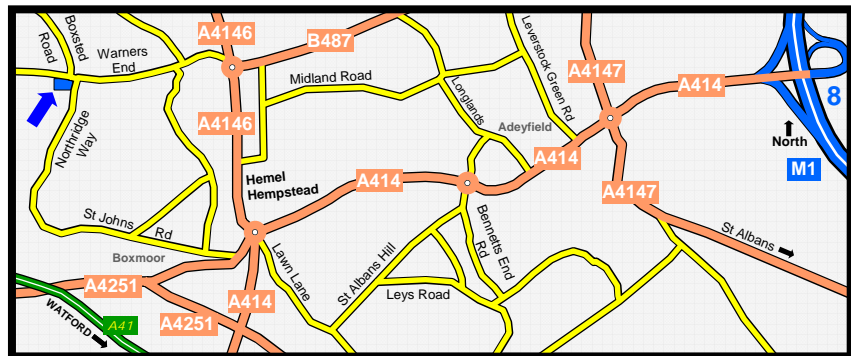 A4146
B487
Boxsted
Road
Warners
End
Midland Road
Longlands
Leverstock Green Rd
A4147
A414
8
North
M1
A4146
Northridge
Way
Adeyfield
A414
Hemel
Hempstead
A414
A4147
St Johns
Rd
Boxmoor
Lawn Lane
St Albans Hill
Bennetts End
Rd
St Albans
A4251
A414
Leys Road
A4251
A41
WATFORD